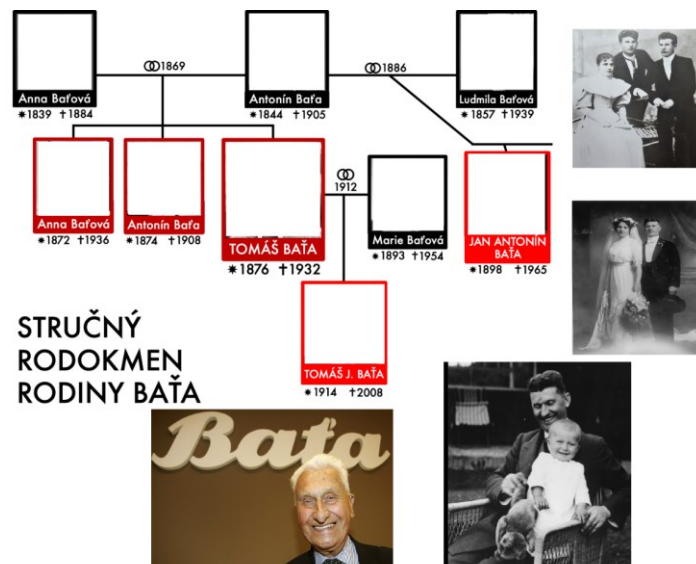 ⚭1869
⚭1886
Anna Baťová
✷1839 ✝1884
Antonín Baťa
✷1844 ✝1905
Ludmila Baťová
✷1857 ✝1939
⚭
1912
Anna Baťová
✷1872 ✝1936
Antonín Baťa
✷1874 ✝1908
TOMÁŠ BAŤA
✷1876 ✝1932
Marie Baťová
✷1893 ✝1954
JAN ANTONÍN
BAŤA
✷1898 ✝1965
TOMÁŠ J. BAŤA
✷1914 ✝2008
STRUČNÝ
RODOKMEN
RODINY BAŤA
Baťa